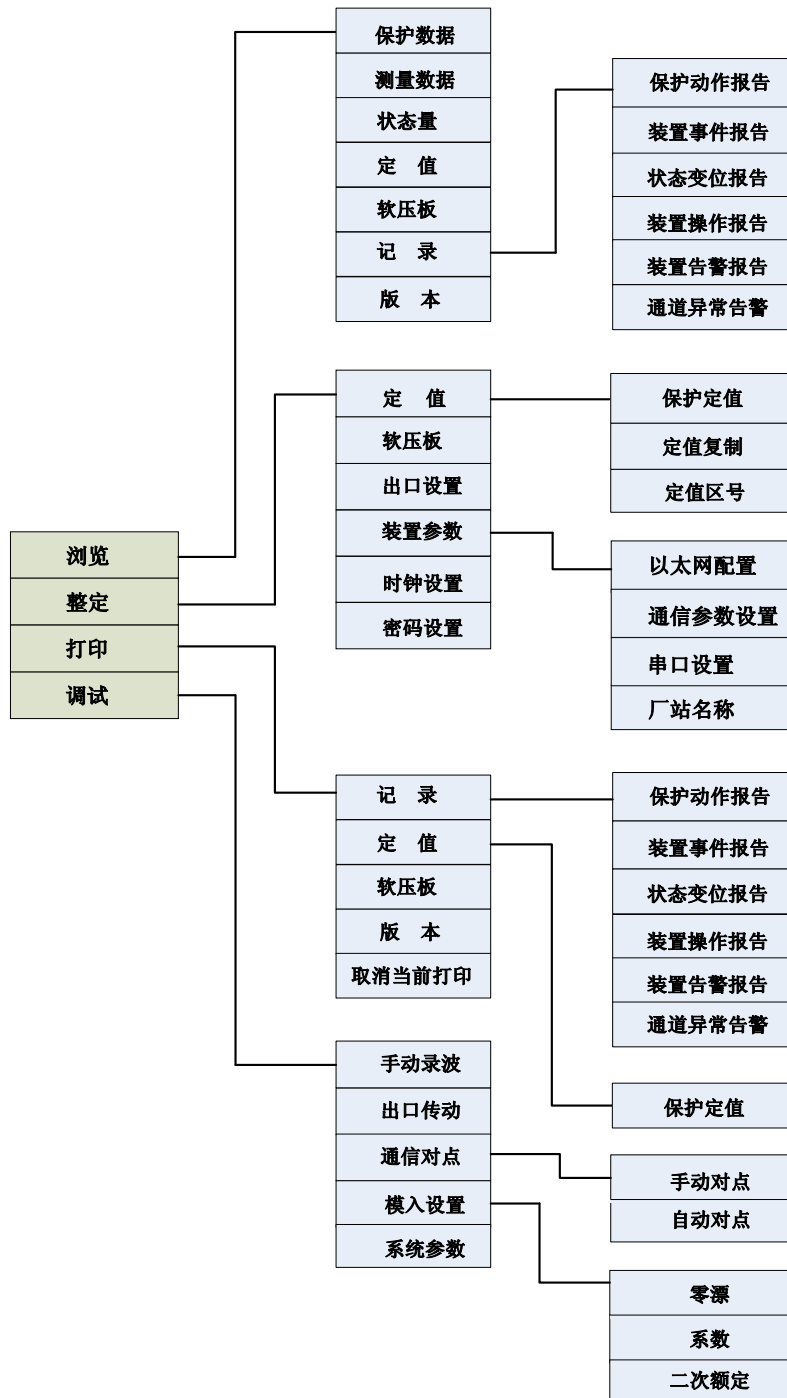 浏览
整定
打印
调试
保护数据
测量数据
状态量
定 值
软压板
记 录
版 本
保护动作报告
装置事件报告
状态变位报告
装置操作报告
装置告警报告
通道异常告警
定 值
软压板
出口设置
装置参数
时钟设置
密码设置
保护定值
定值复制
定值区号
以太网配置
通信参数设置
串口设置
厂站名称
记 录
定 值
软压板
版 本
取消当前打印
保护动作报告
装置事件报告
状态变位报告
装置操作报告
装置告警报告
通道异常告警
保护定值
手动录波
出口传动
通信对点
模入设置
系统参数
手动对点
自动对点
零漂
系数
二次额定